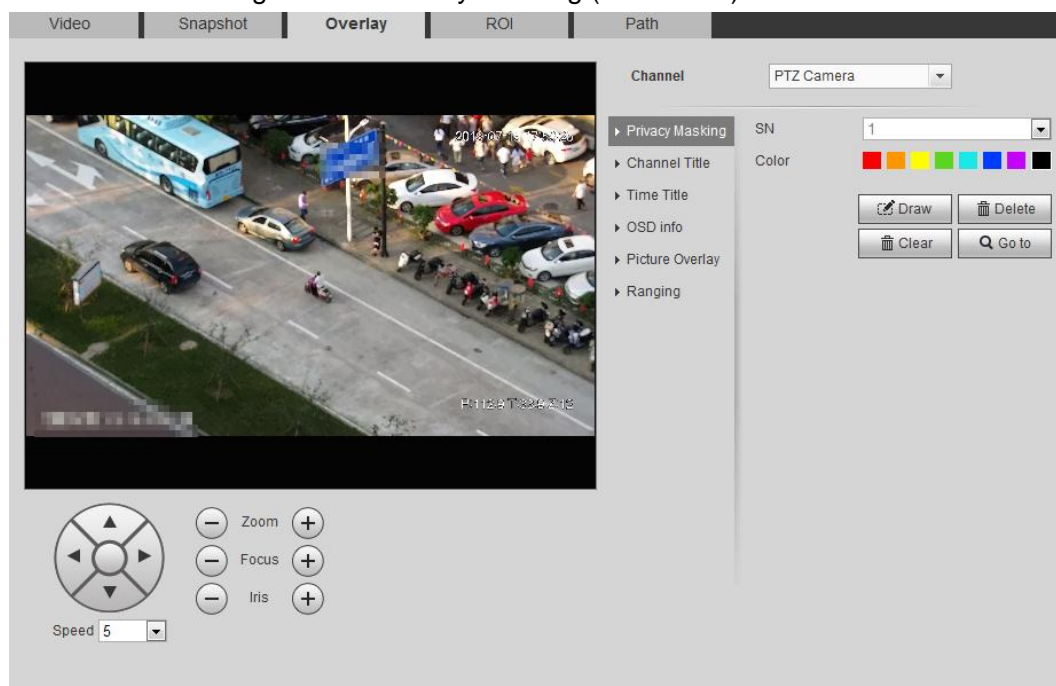 Video Snapshot Overlay ROI Path
Channel PTZ Camera
Privacy Masking
Channel Title
Time Title
OSD info
Picture Overlay
Ranging
SN 1
Color
Draw Delete
Clear Go to
Zoom
Focus
Iris
Speed 5